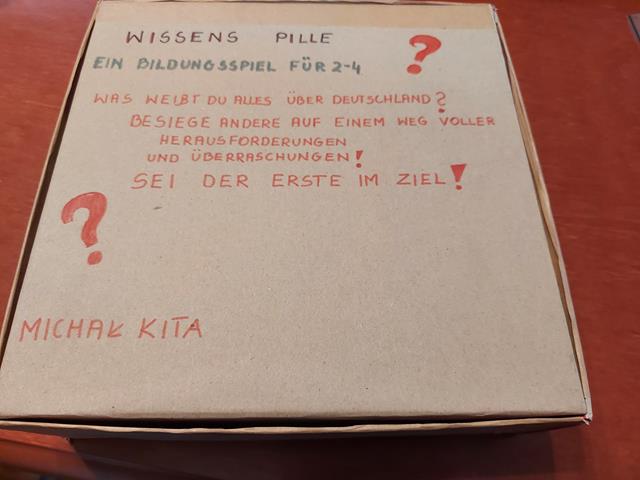 WISSENS PILLE
?
EIN BILDUNGSSPIEL FÜR 2-4
WAS WEIßT DU ALLES ÜBER DEUTSCHLAND?
BESIEGE ANDERE AUF EINEM WEG VOLLER
HERAUSFORDERUNGEN
UND ÜBERRASCHUNGEN!
SEI DER ERSTE IM ZIEL!
?
MICHAŁ KITA